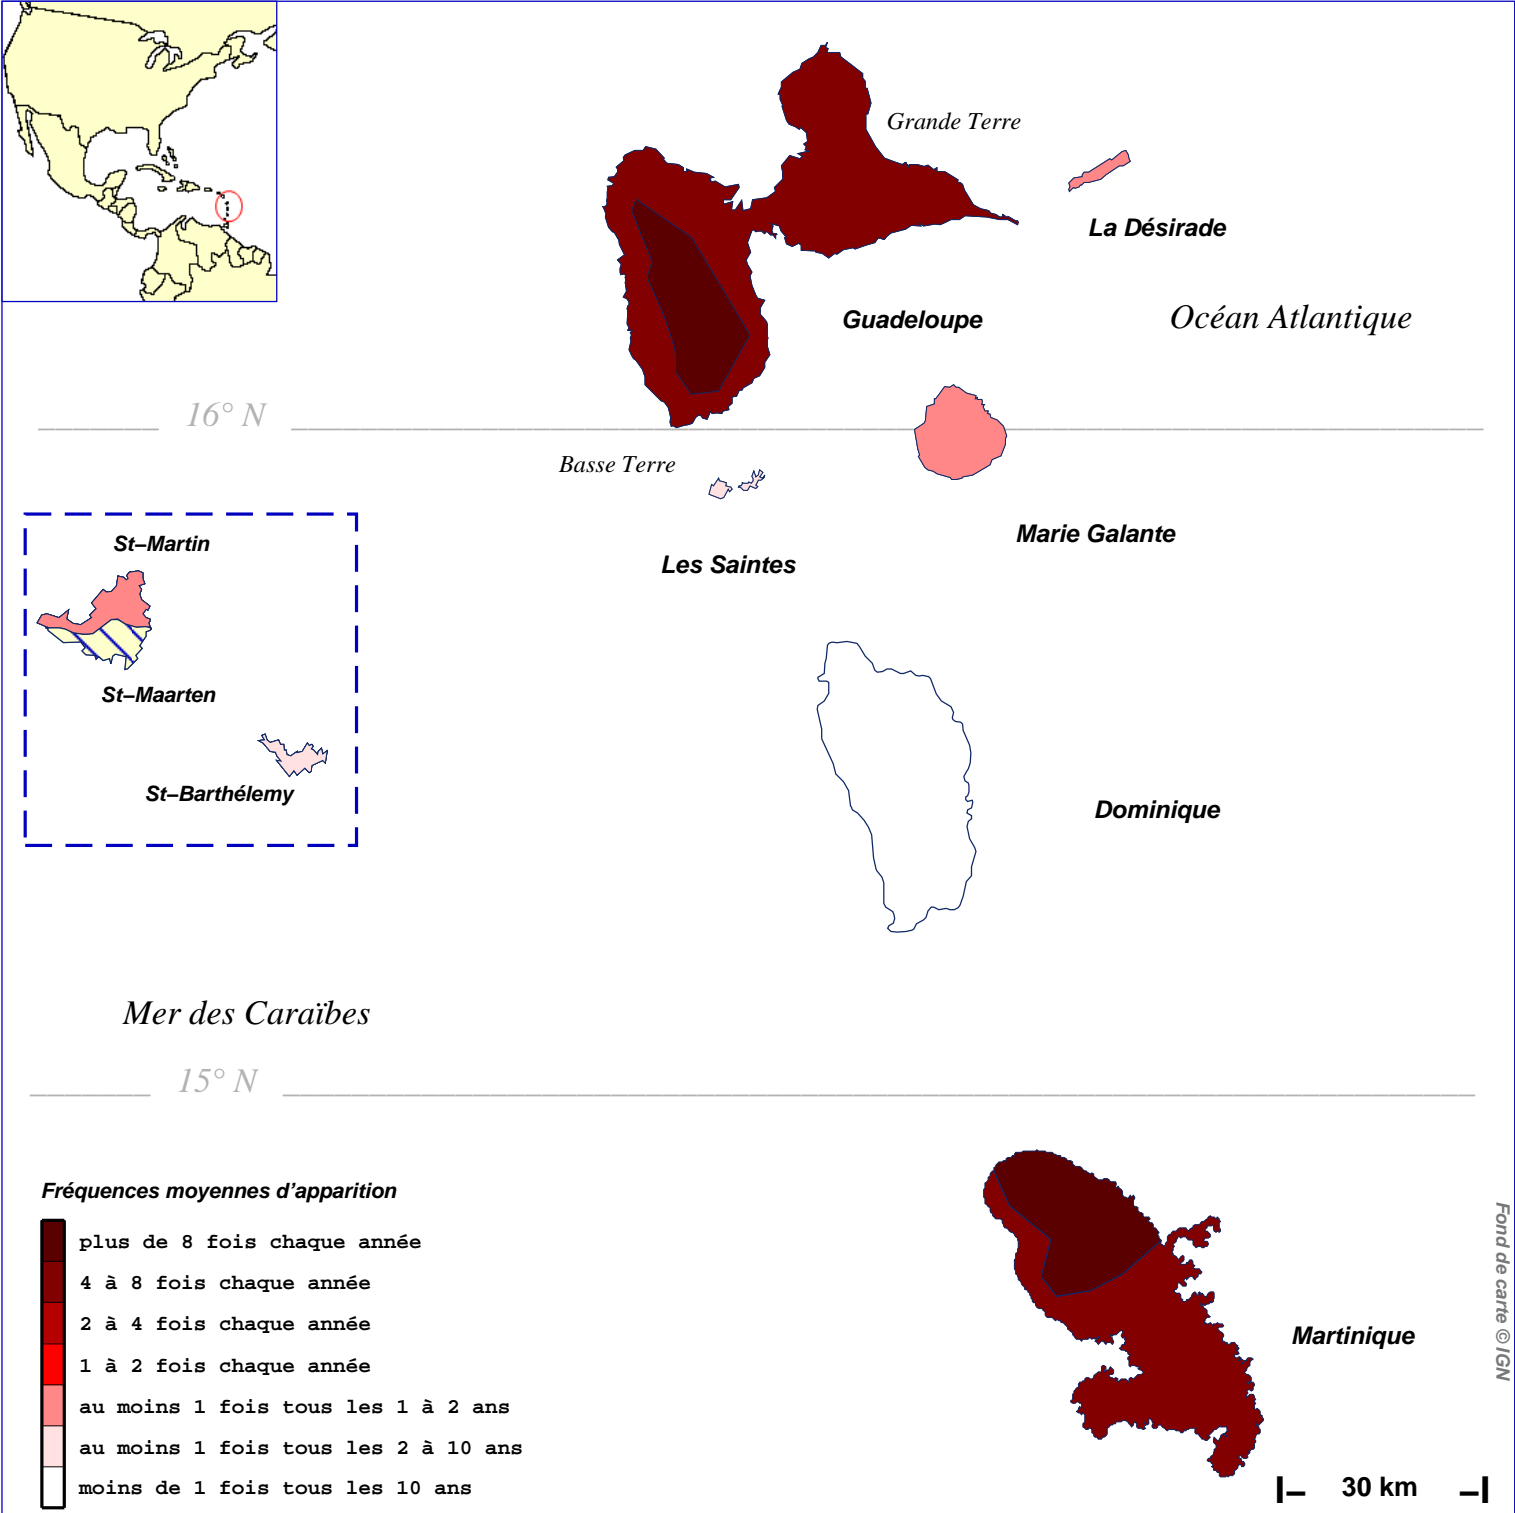 Grande Terre
La Désirade
Guadeloupe
Océan Atlantique
16° N
Basse Terre
Les Saintes
Marie Galante
St–Martin
St–Maarten
St–Barthélemy
Dominique
Mer des Caraïbes
15° N
Fréquences moyennes d’apparition
plus de 8 fois chaque année
4 à 8 fois chaque année
2 à 4 fois chaque année
1 à 2 fois chaque année
au moins 1 fois tous les 1 à 2 ans
au moins 1 fois tous les 2 à 10 ans
moins de 1 fois tous les 10 ans
Martinique
30 km
Fond de carte © IGN